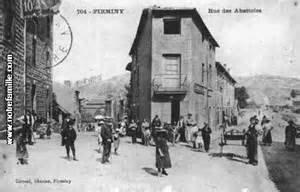 704 - FIRMINY
Rue des Abattoirs
www.notrefamille.com